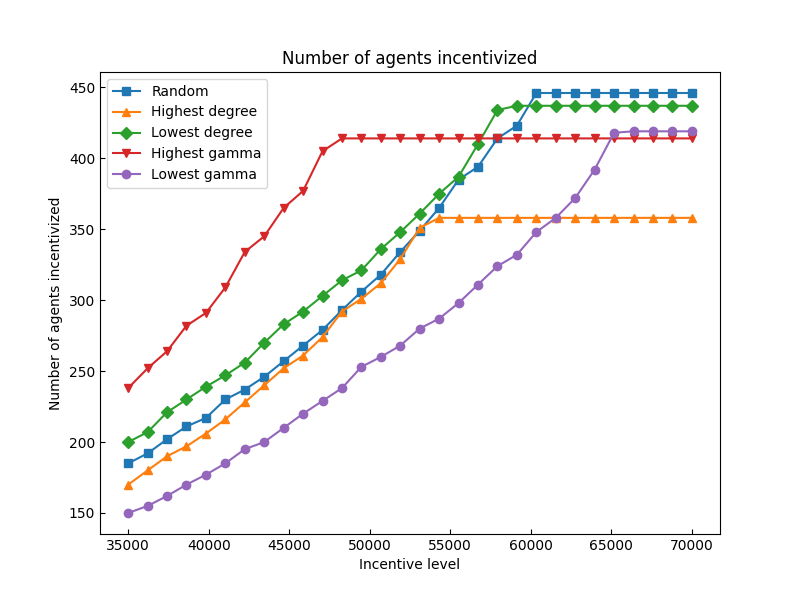 Number of agents incentivized
Random
Highest degree
Lowest degree
Highest gamma
Lowest gamma
Number of agents incentivized
450
400
350
300
250
200
150
35000 40000 45000 50000 55000 60000 65000 70000
Incentive level